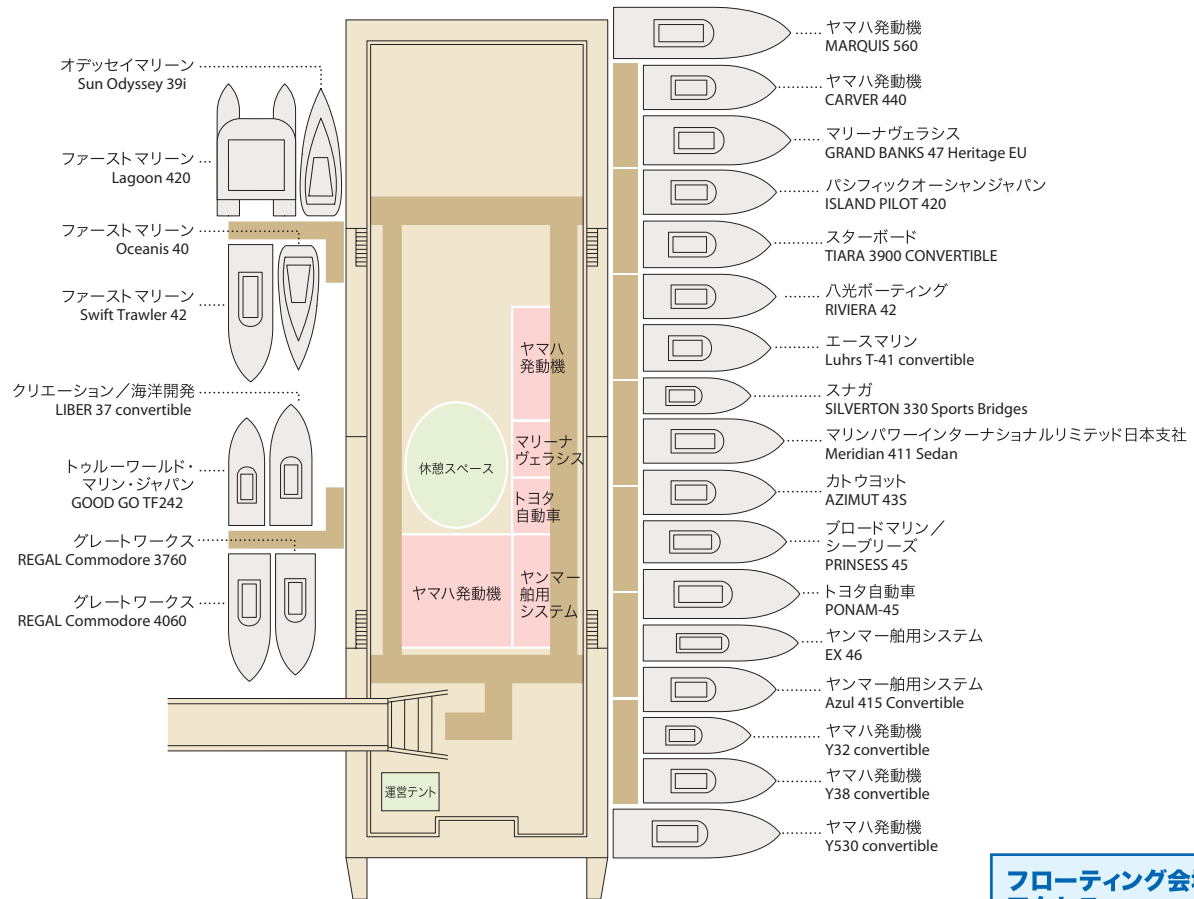 オデッセイマリーン
Sun Odyssey 39i
ファーストマリーン
Lagoon 420
ファーストマリーン
Oceanis 40
ファーストマリーン
Swift Trawler 42
クリエーション/海洋開発
LIBER 37 convertible
トゥルーワールド・
マリン・ジャパン
GOOD GO TF242
グレートワークス
REGAL Commodore 3760
グレートワークス
REGAL Commodore 4060
ヤマハ
発動機
マリーナ
ヴェラシス
休憩スペース
トヨタ
自動車
ヤマハ発動機
ヤンマー
舶用
システム
運営テント
ヤマハ発動機
MARQUIS 560
ヤマハ発動機
CARVER 440
マリーナヴェラシス
GRAND BANKS 47 Heritage EU
パシフィックオーシャンジャパン
ISLAND PILOT 420
スターボード
TIARA 3900 CONVERTIBLE
八光ボーティング
RIVIERA 42
エースマリン
Luhrs T-41 convertible
スナガ
SILVERTON 330 Sports Bridges
マリンパワーインターナショナルリミテッド日本支社
Meridian 411 Sedan
カトウヨット
AZIMUT 43S
ブロードマリン/
シーブリーズ
PRINSESS 45
トヨタ自動車
PONAM-45
ヤンマー舶用システム
EX 46
ヤンマー舶用システム
Azul 415 Convertible
ヤマハ発動機
Y32 convertible
ヤマハ発動機
Y38 convertible
ヤマハ発動機
Y530 convertible
フローティング会